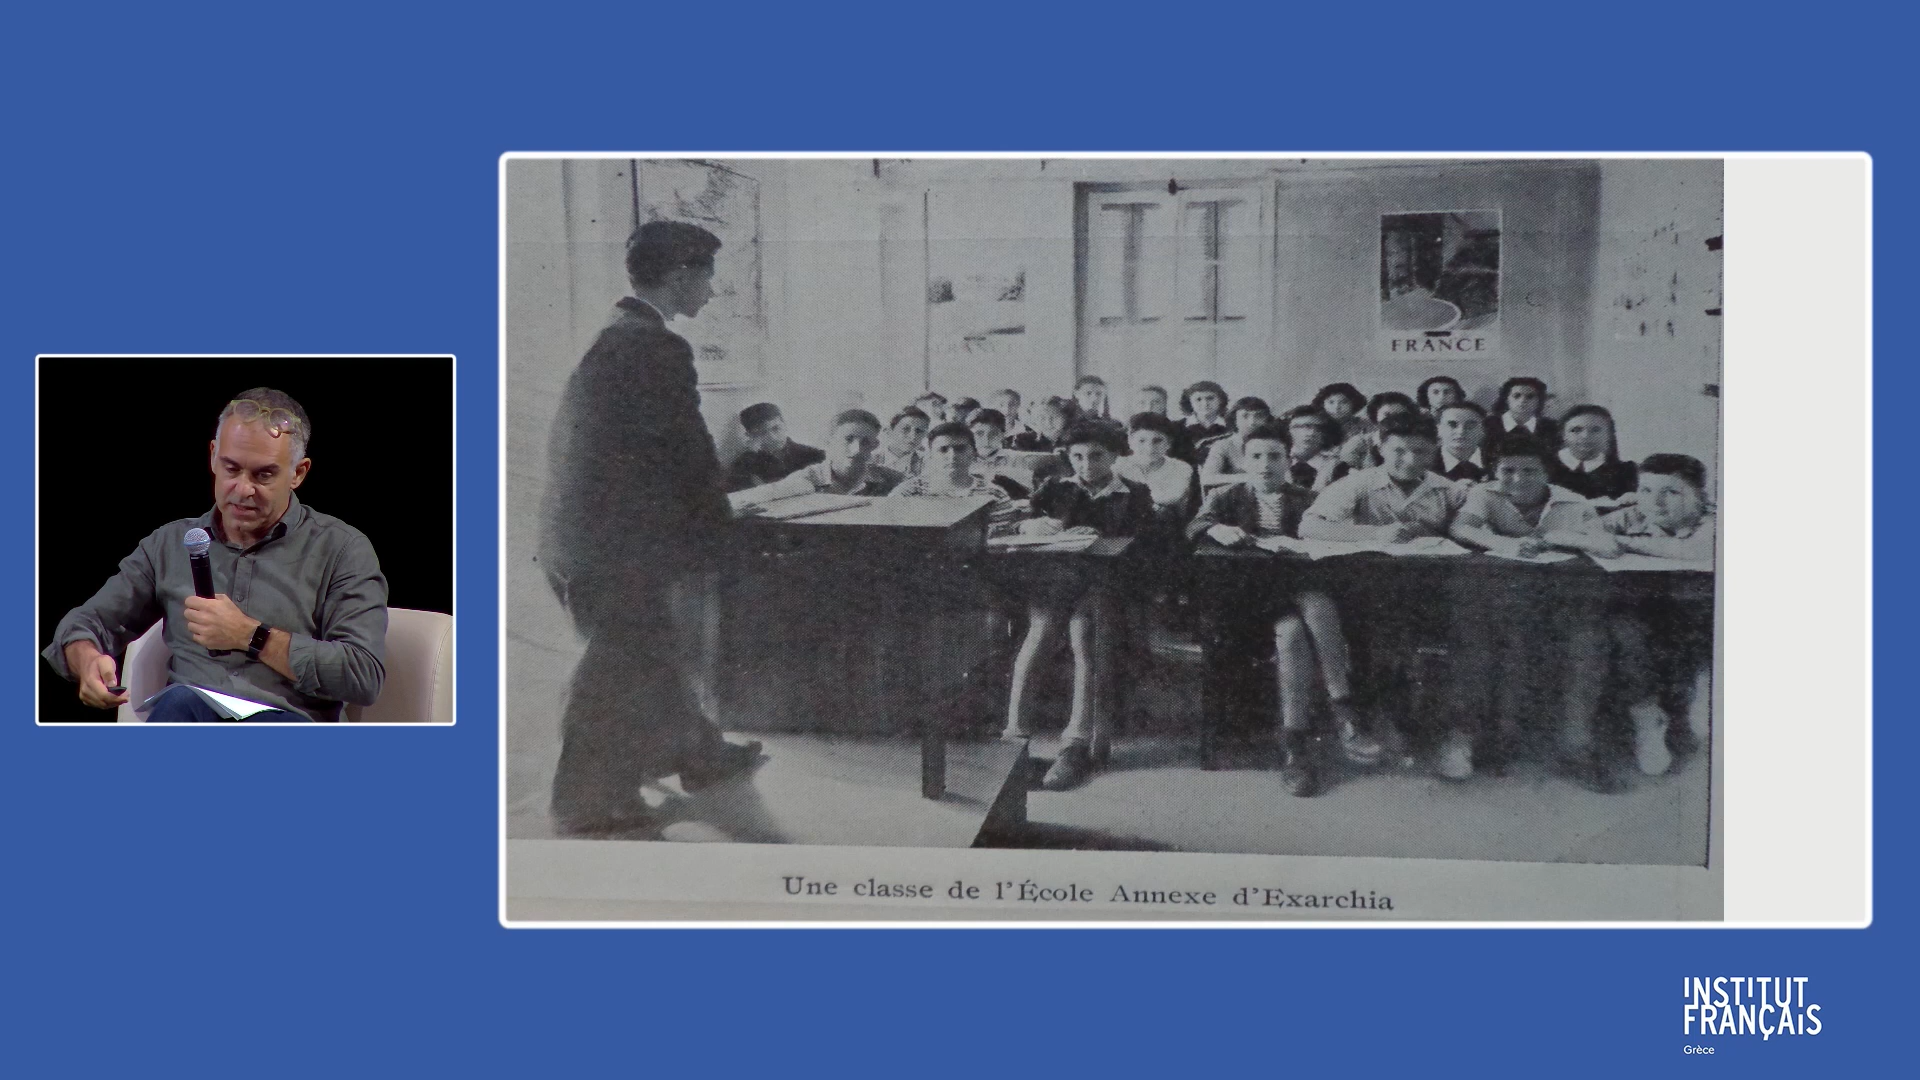 FRANCE
Une classe de l'École Annexe d'Exarchia
INSTITUT
FRANÇAIS
Grèce